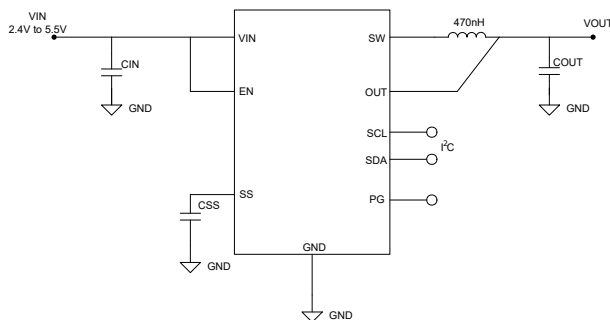 VIN
2.4V to 5.5V
CIN
GND
VIN
EN
SS
CSS
GND
GND
GND
SW
OUT
SCL
SDA
PG
I²C
470nH
VOUT
COUT
GND